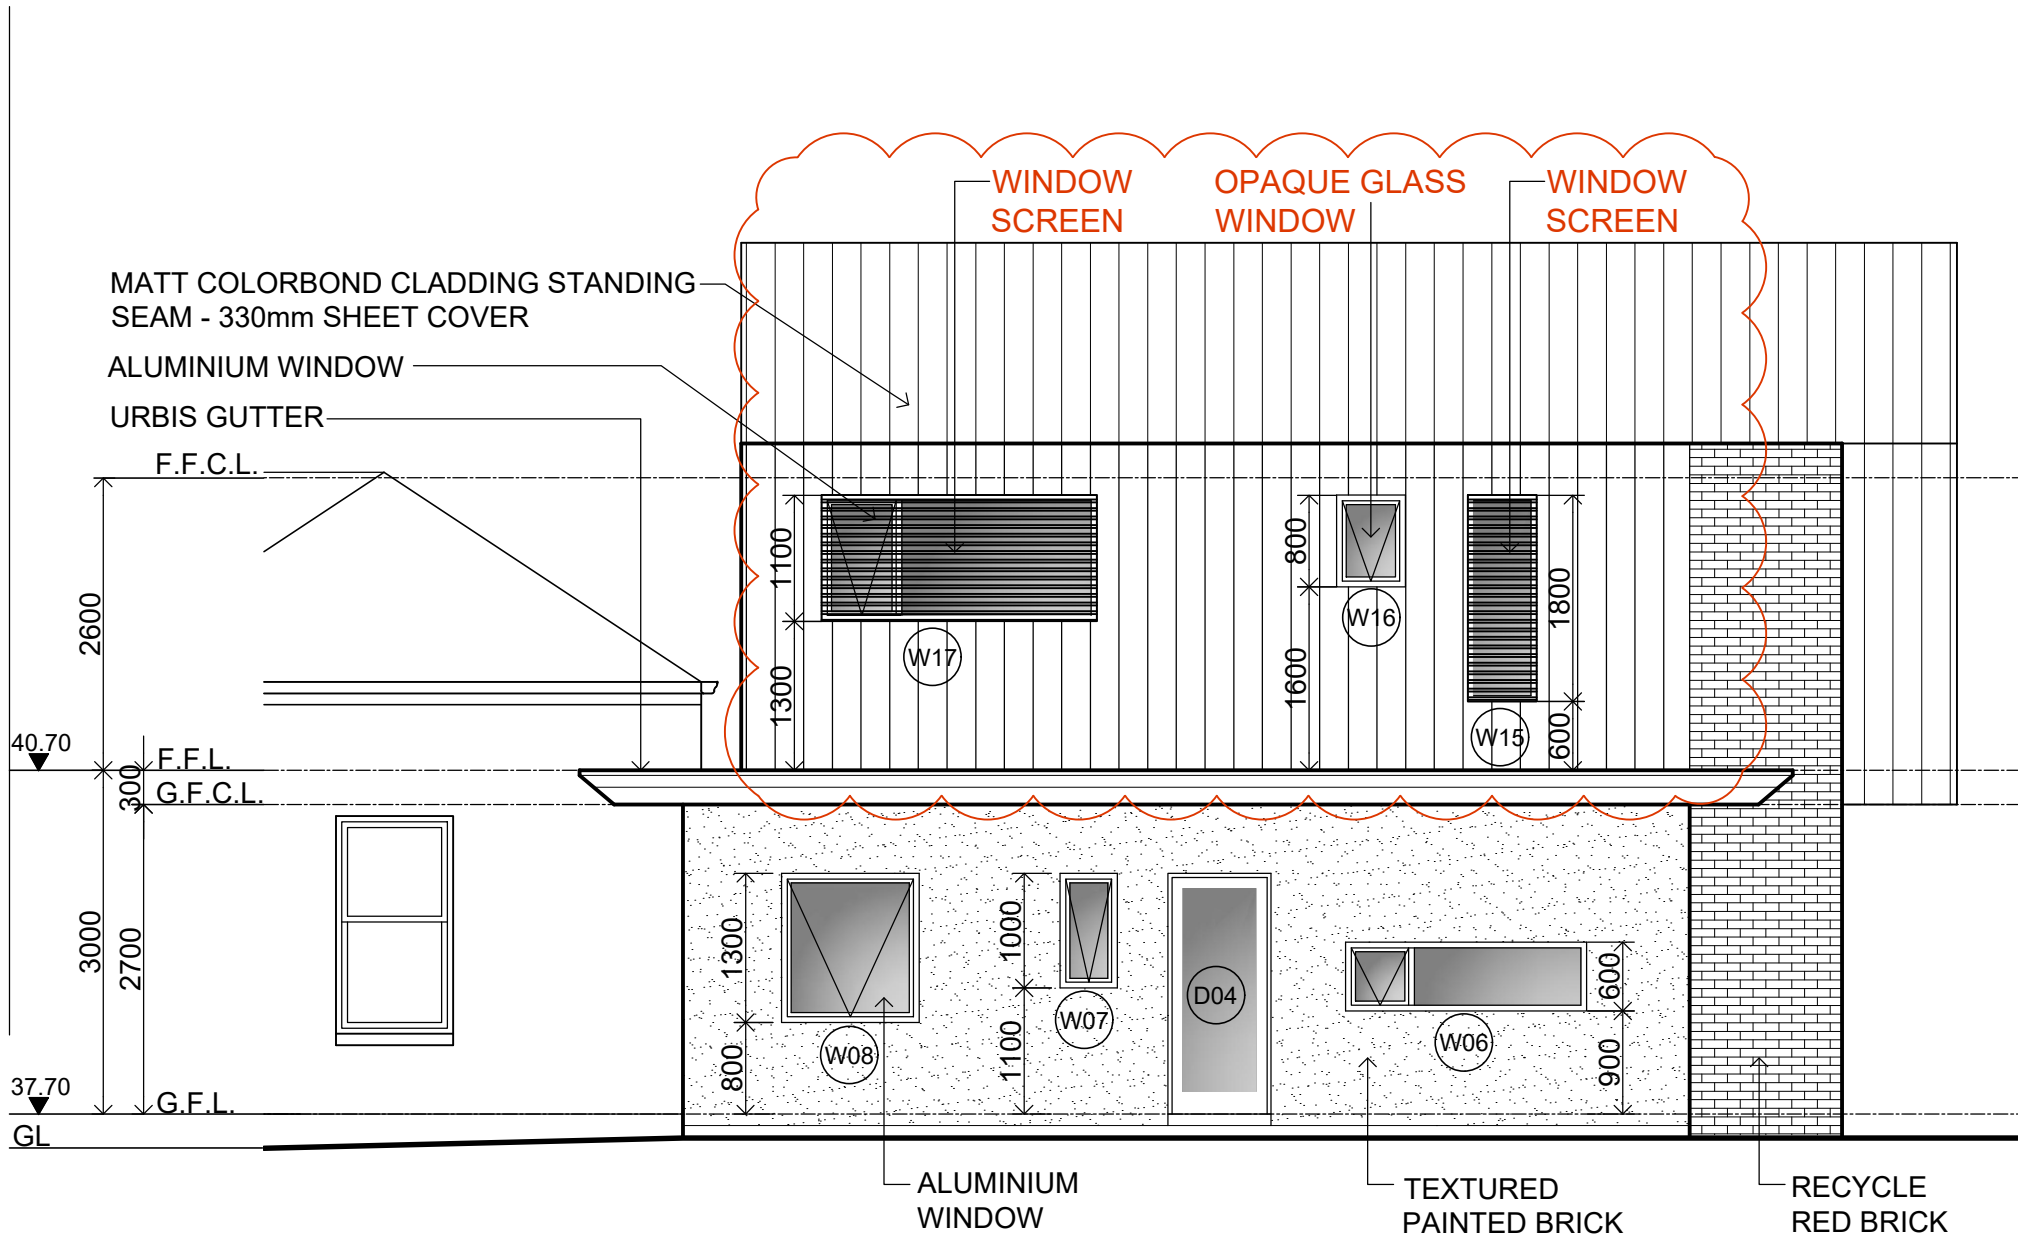 WINDOW
SCREEN
OPAQUE GLASS
WINDOW
WINDOW
SCREEN
MATT COLORBOND CLADDING STANDING
SEAM - 330mm SHEET COVER
ALUMINIUM WINDOW
URBIS GUTTER
F.F.C.L.
2600
1100
1300
W17
800
1600
W16
1800
600
W15
40.70
F.F.L.
300
G.F.C.L.
3000
2700
1300
800
W08
1000
1100
W07
D04
600
900
W06
37.70
G.F.L.
GL
ALUMINIUM
WINDOW
TEXTURED
PAINTED BRICK
RECYCLE
RED BRICK